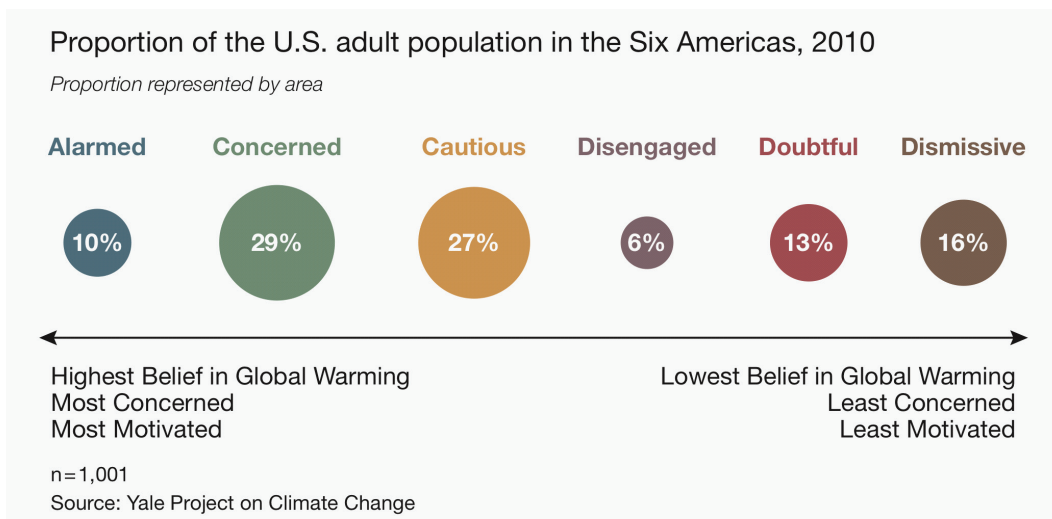 Proportion of the U.S. adult population in the Six Americas, 2010
Proportion represented by area
Alarmed Concerned Cautious Disengaged Doubtful Dismissive
10% 29% 27% 6% 13% 16%
Highest Belief in Global Warming
Most Concerned
Most Motivated
Lowest Belief in Global Warming
Least Concerned
Least Motivated
n=1,001
Source: Yale Project on Climate Change